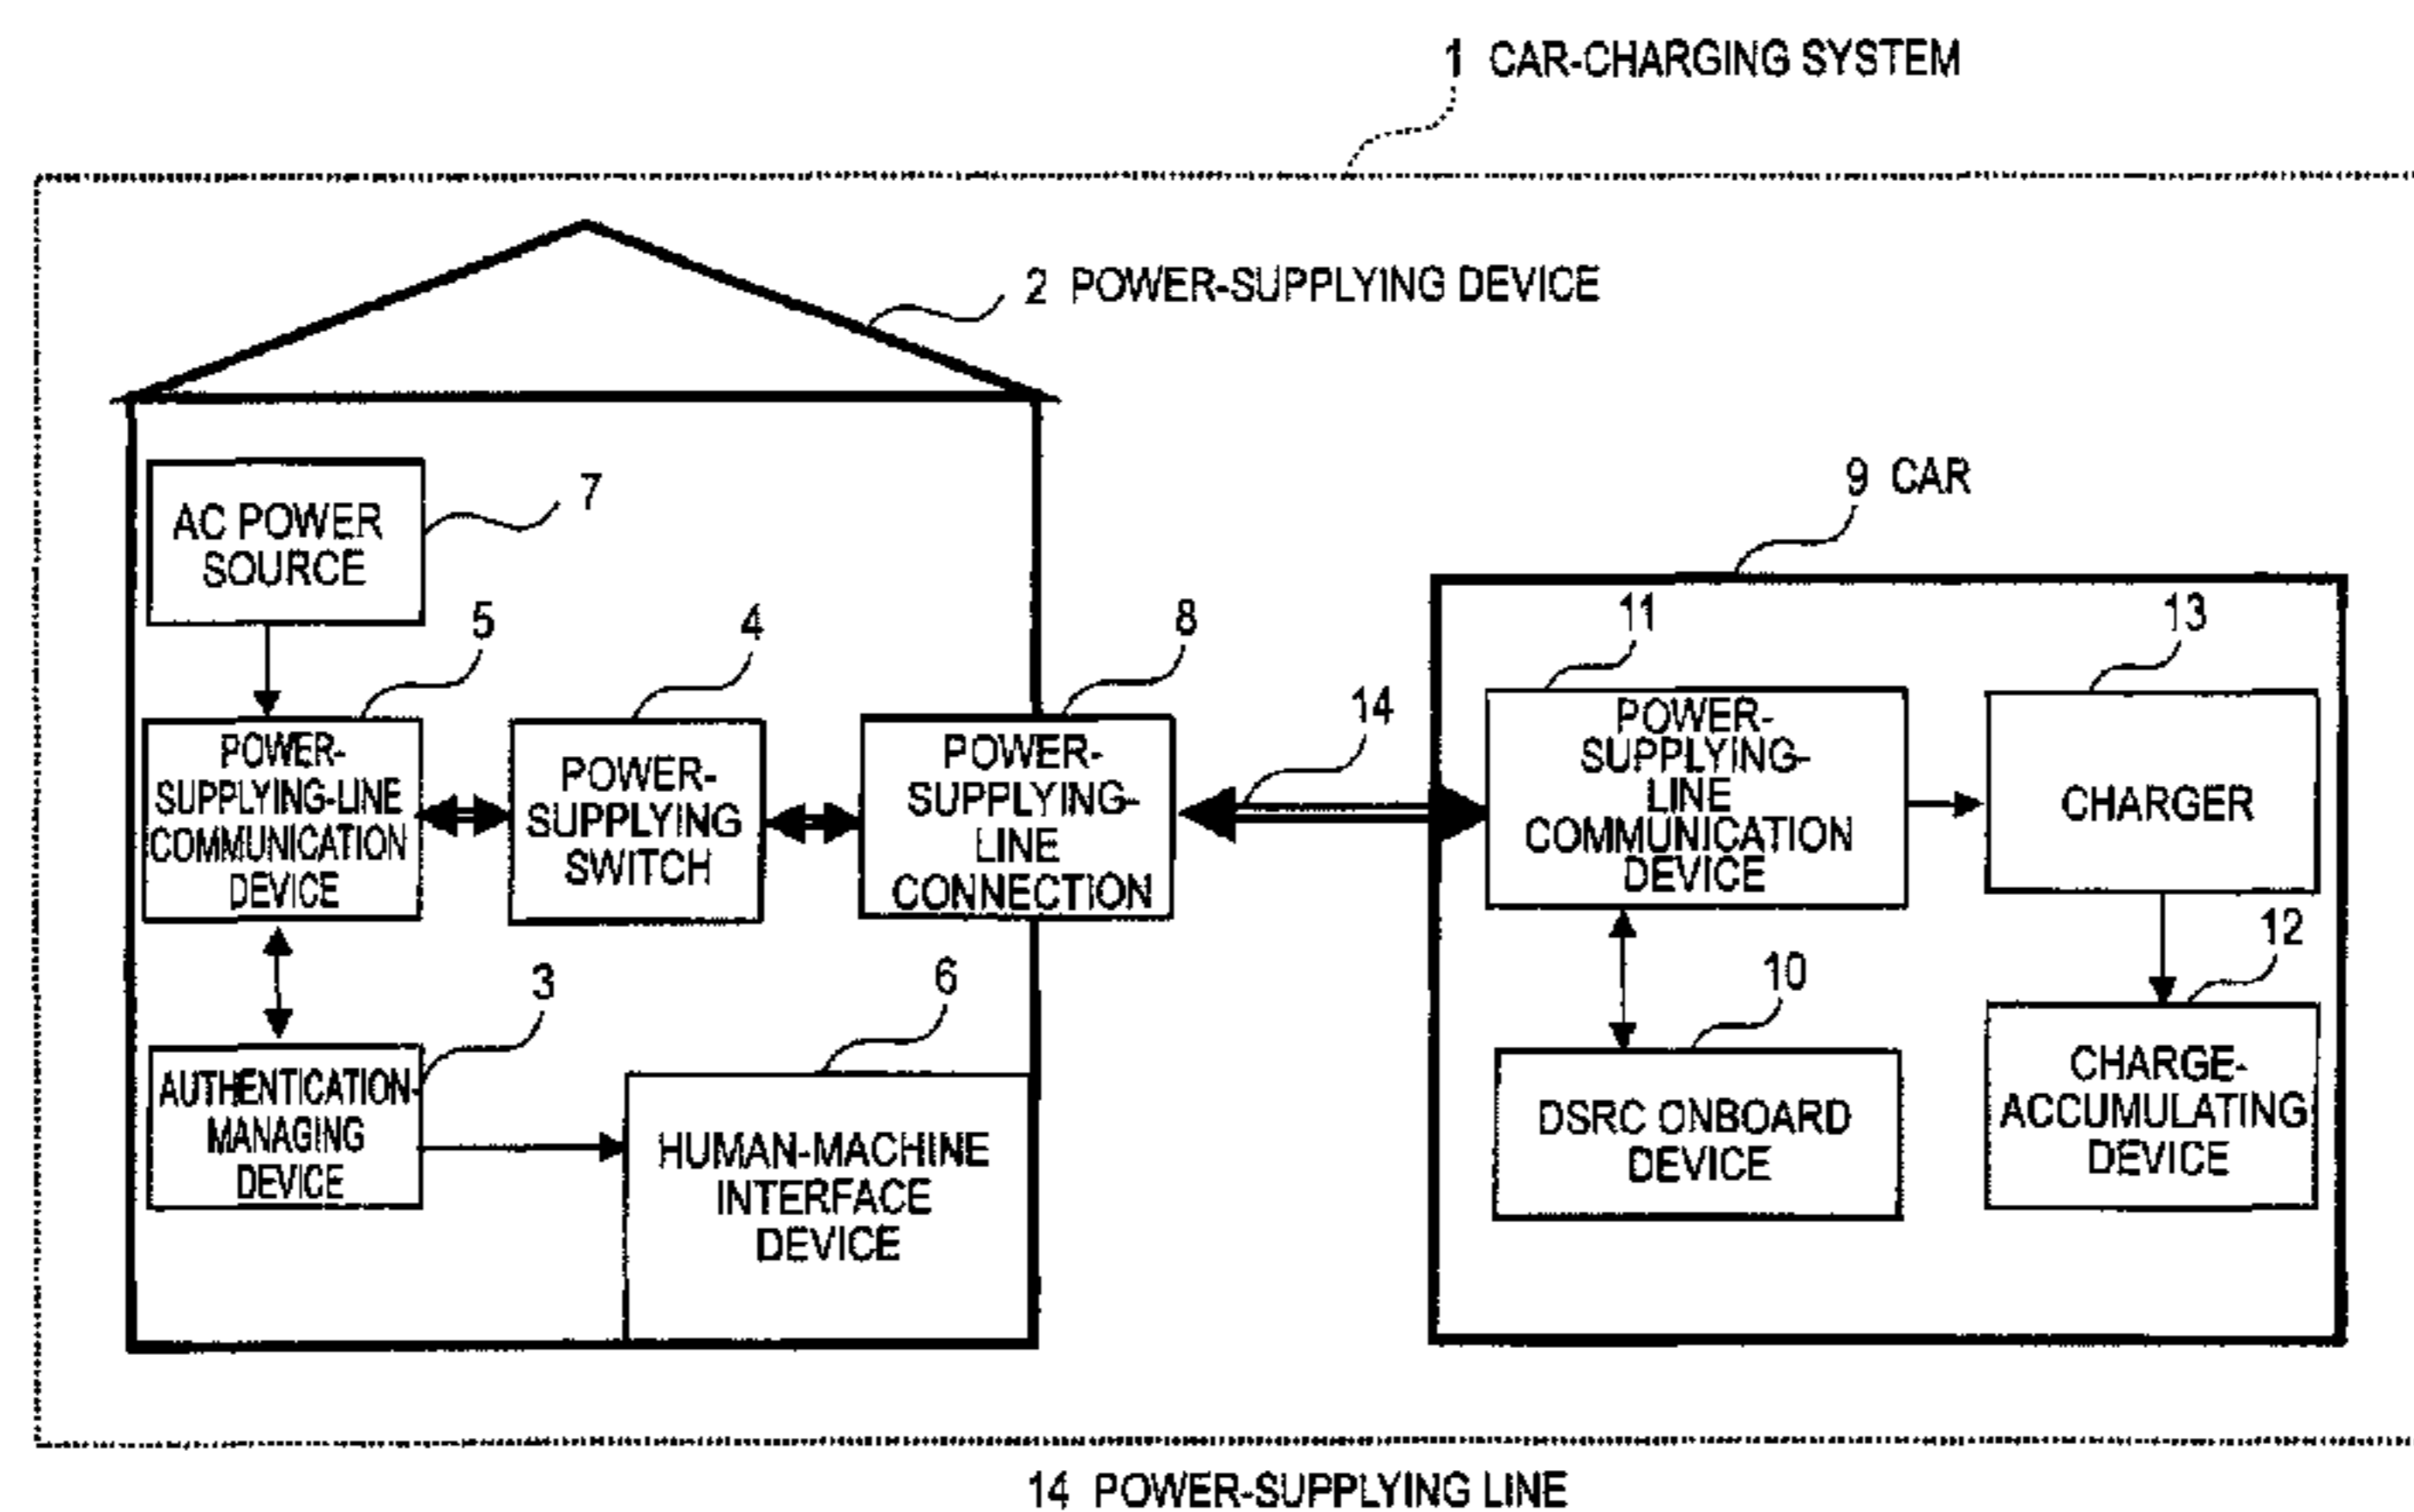 1 CAR-CHARGING SYSTEM
2 POWER-SUPPLYING DEVICE
AC POWER
SOURCE
7
9 CAR
5
4
8
14
11
13
POWER-
SUPPLYING-LINE
COMMUNICATION
DEVICE
POWER-
SUPPLYING
SWITCH
POWER-
SUPPLYING-
LINE
CONNECTION
POWER-
SUPPLYING-
LINE
COMMUNICATION
DEVICE
CHARGER
3
6
10
12
AUTHENTICATION-
MANAGING
DEVICE
HUMAN-MACHINE
INTERFACE
DEVICE
DSRC ONBOARD
DEVICE
CHARGE-
ACCUMULATING
DEVICE
14 POWER-SUPPLYING LINE